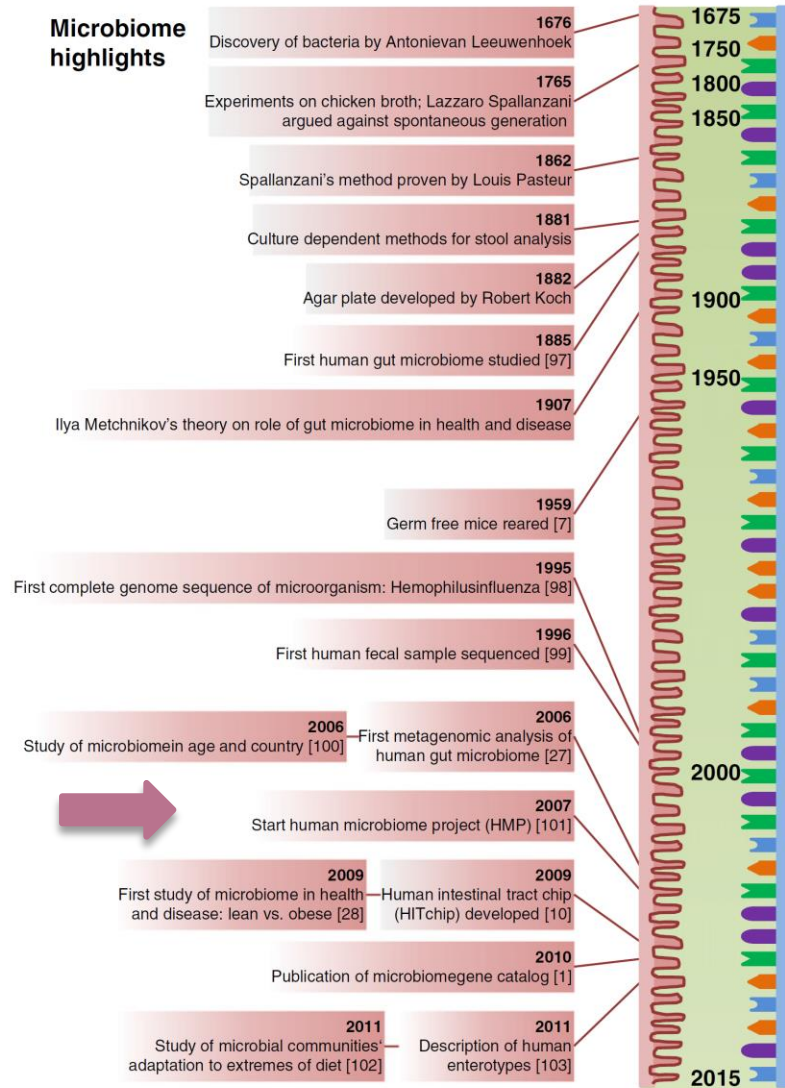 Microbiome
highlights
1676
Discovery of bacteria by Antonievan Leeuwenhoek
1765
Experiments on chicken broth; Lazzaro Spallanzani
argued against spontaneous generation
1862
Spallanzani's method proven by Louis Pasteur
1881
Culture dependent methods for stool analysis
1882
Agar plate developed by Robert Koch
1885
First human gut microbiome studied [97]
1907
Ilya Metchnikov's theory on role of gut microbiome in health and disease
1959
Germ free mice reared [7]
1995
First complete genome sequence of microorganism: Hemophilusinfluenza [98]
1996
First human fecal sample sequenced [99]
2006
Study of microbiomein age and country [100]
2006
First metagenomic analysis of
human gut microbiome [27]
2007
Start human microbiome project (HMP) [101]
2009
First study of microbiome in health
and disease: lean vs. obese [28]
2009
Human intestinal tract chip
(HITchip) developed [10]
2010
Publication of microbiomegene catalog [1]
2011
Study of microbial communities‘
adaptation to extremes of diet [102]
2011
Description of human
enterotypes [103]
1675
1750
1800
1850
1900
1950
2000
2015